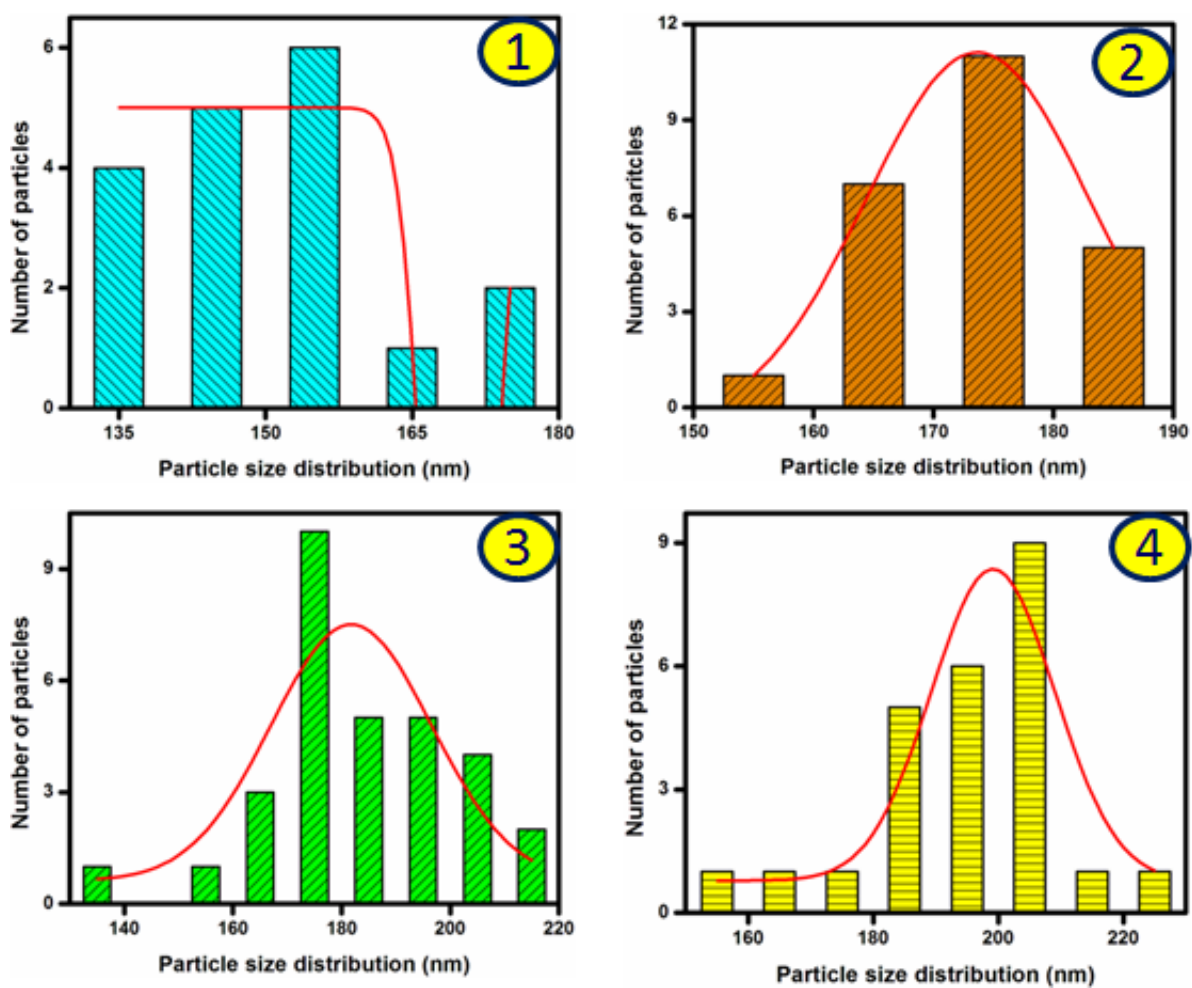 1
6
4
2
0
135 150 165 180
Number of particles
Particle size distribution (nm)
2
12
9
6
3
0
150 160 170 180 190
Number of paritcles
Particle size distribution (nm)
3
9
6
3
0
140 160 180 200 220
Number of particles
Particle size distribution (nm)
4
9
6
3
0
160 180 200 220
Number of particles
Particle size distribution (nm)